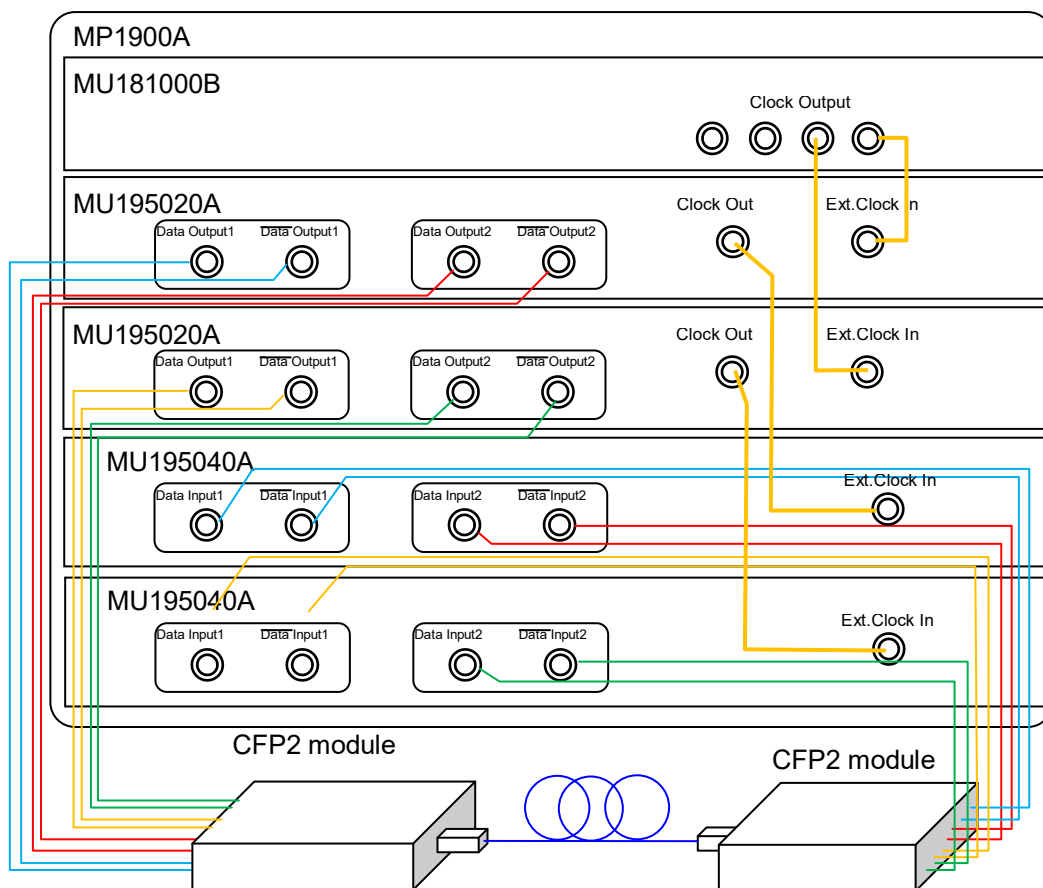 MP1900A
MU181000B
Clock Output
MU195020A
Clock Out
Ext.Clock In
Data Output1
Data Output1
Data Output2
Data Output2
MU195020A
Clock Out
Ext.Clock In
Data Output1
Data Output1
Data Output2
Data Output2
MU195040A
Ext.Clock In
Data Input1
Data Input1
Data Input2
Data Input2
MU195040A
Ext.Clock In
Data Input1
Data Input1
Data Input2
Data Input2
CFP2 module
CFP2 module